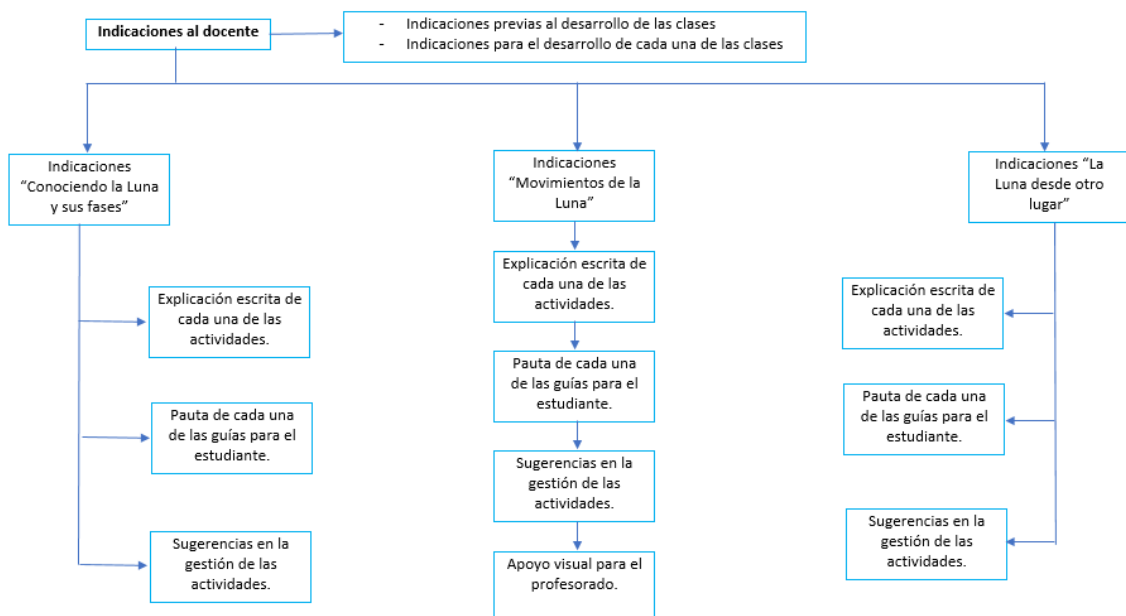 Indicaciones al docente
- Indicaciones previas al desarrollo de las clases
- Indicaciones para el desarrollo de cada una de las clases
Indicaciones
“Conociendo la Luna
y sus fases”
Explicación escrita de
cada una de las
actividades.
Pauta de cada una
de las guías para el
estudiante.
Sugerencias en la
gestión de las
actividades.
Indicaciones
“Movimientos de la
Luna”
Explicación escrita de
cada una de las
actividades.
Pauta de cada una
de las guías para el
estudiante.
Sugerencias en la
gestión de las
actividades.
Apoyo visual para el
profesorado.
Indicaciones “La
Luna desde otro
lugar”
Explicación escrita de
cada una de las
actividades.
Pauta de cada una
de las guías para el
estudiante.
Sugerencias en la
gestión de las
actividades.